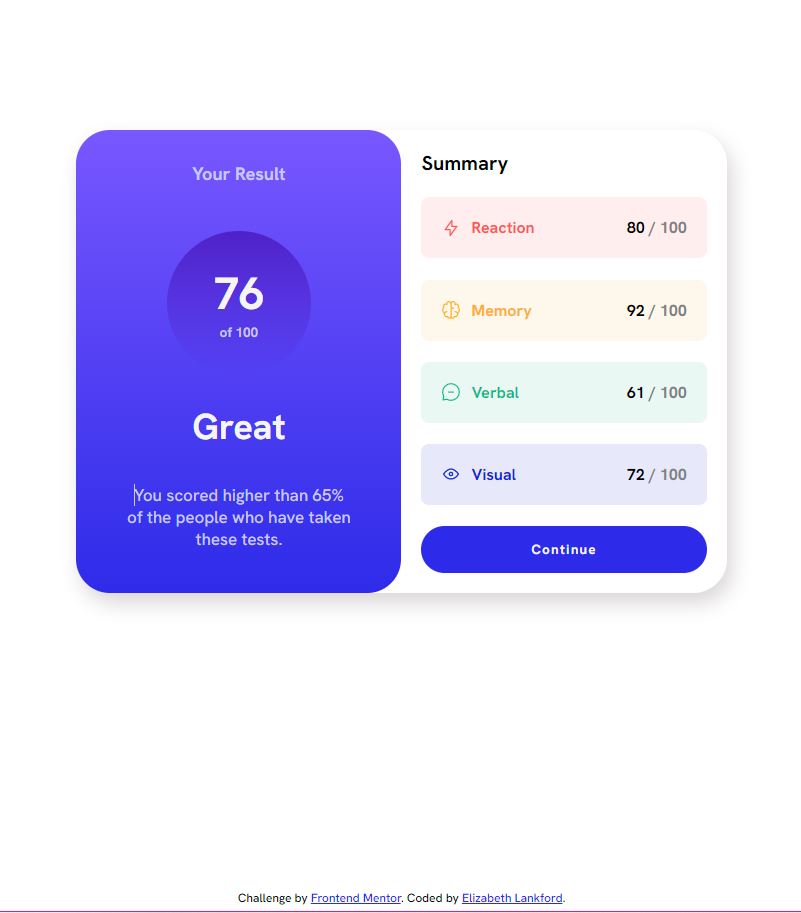 Your Result
76
of 100
Great
You scored higher than 65%
of the people who have taken
these tests.
Summary
Reaction 80 / 100
Memory 92 / 100
Verbal 61 / 100
Visual 72 / 100
Continue
Challenge by Frontend Mentor. Coded by Elizabeth Lankford.